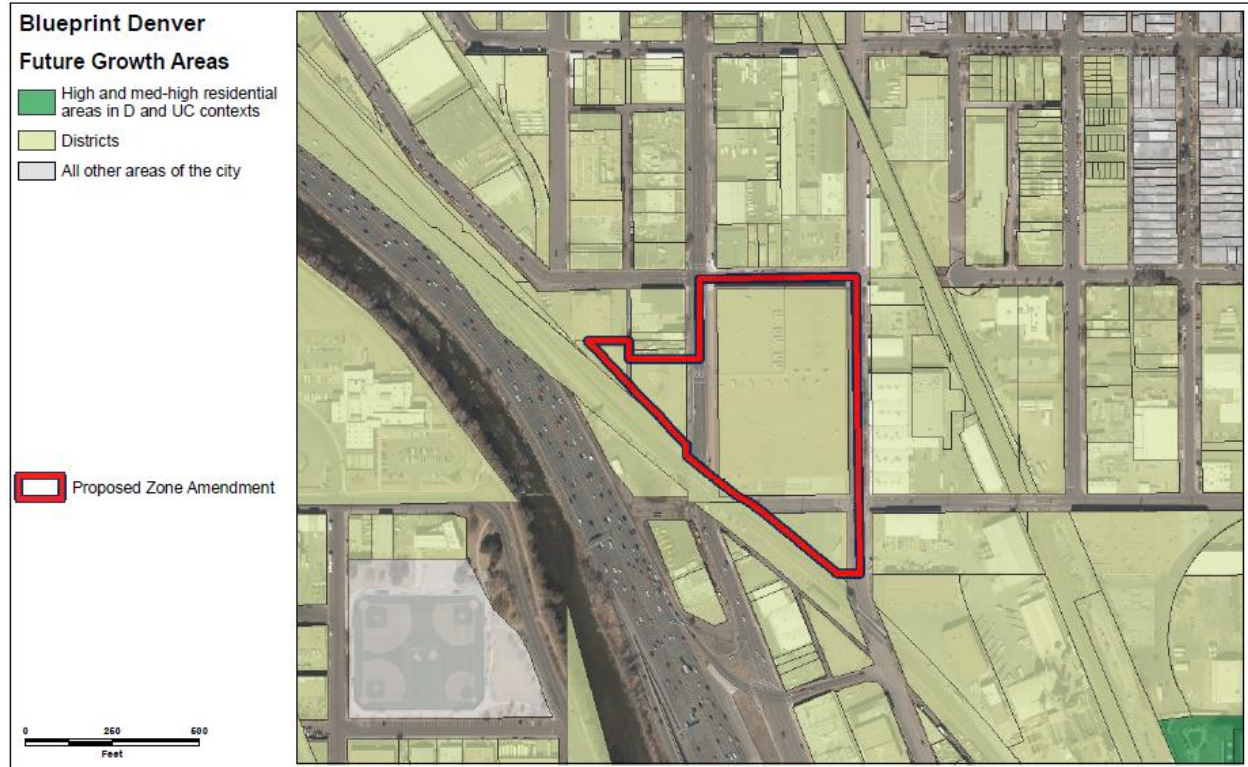 Blueprint Denver
Future Growth Areas
High and med-high residential
areas in D and UC contexts
Districts
All other areas of the city
Proposed Zone Amendment
0 250 500
Feet